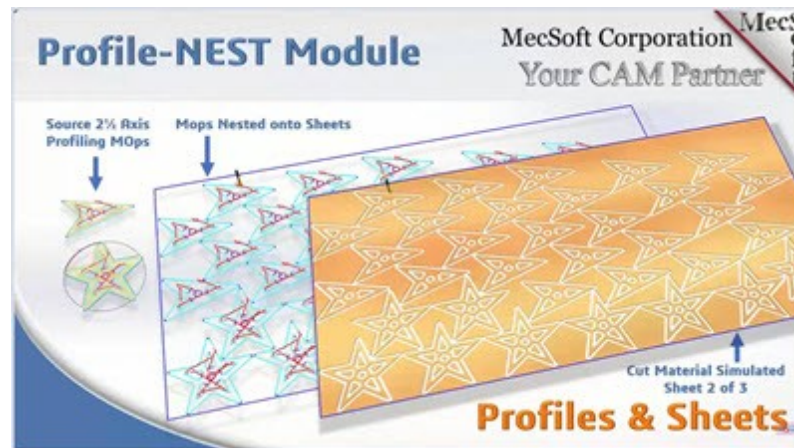 Profile-NEST Module
MecSoft Corporation
Your CAM Partner
Source 2½ Axis
Profiling MOps
Mops Nested onto Sheets
Cut Material Simulated
Sheet 2 of 3
Profiles & Sheets